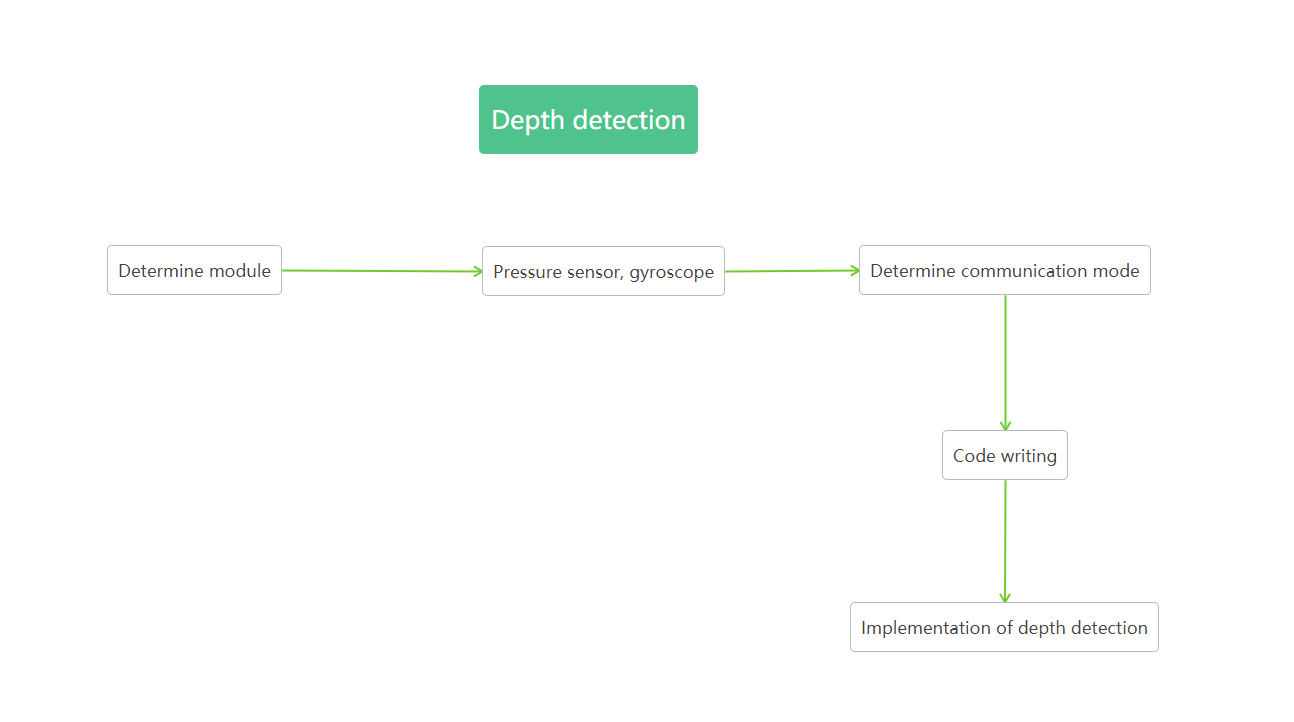 Depth detection
Determine module
Pressure sensor, gyroscope
Determine communication mode
Code writing
Implementation of depth detection